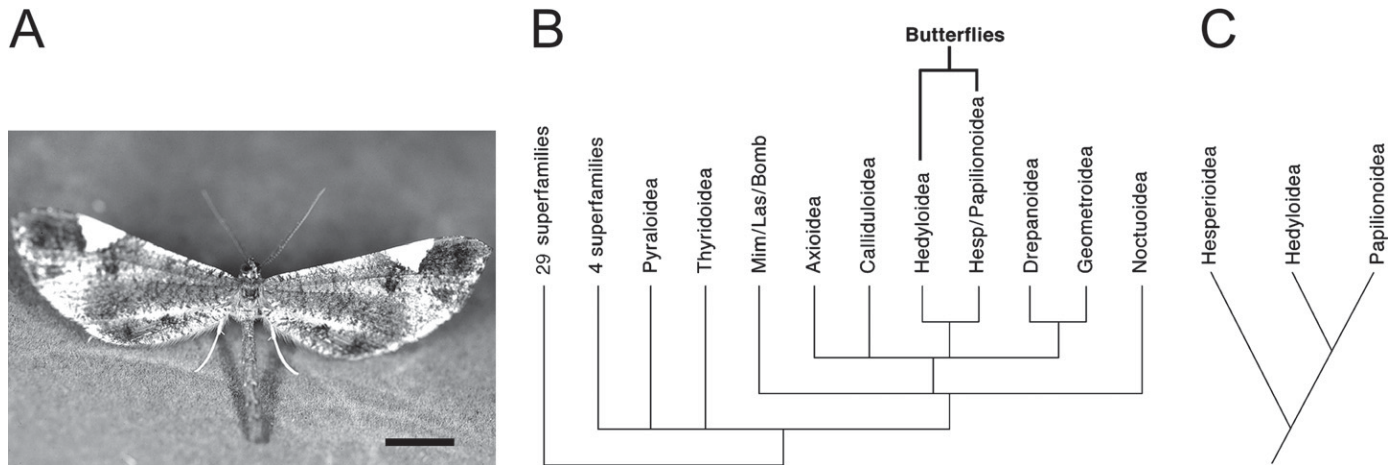 A
B
C
Butterflies
29 superfamilies
4 superfamilies
Pyraloidea
Thyridoidea
Mim/Las/Bomb
Axioidea
Calliduloidea
Hedyloidea
Hesp/Papilionoidea
Drepanoidea
Geometroidea
Noctuoidea
Hesperioidea
Hedyloidea
Papilionoidea